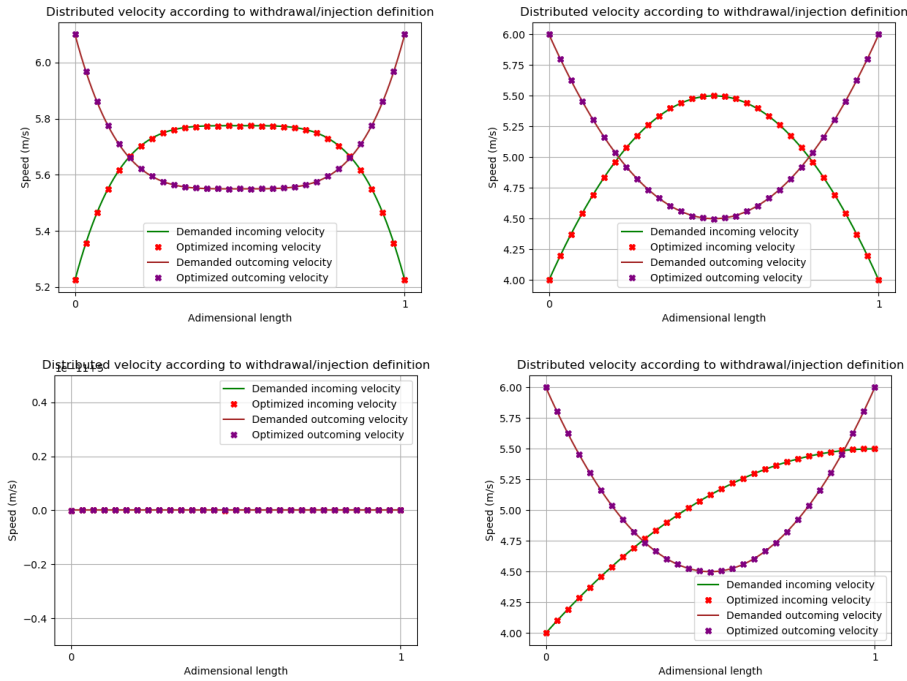 Distributed velocity according to withdrawal/injection definition
6.0
5.8
5.6
5.4
5.2
Speed (m/s)
Demanded incoming velocity
Optimized incoming velocity
Demanded outcoming velocity
Optimized outcoming velocity
0
1
Adimensional length
Distributed velocity according to withdrawal/injection definition
6.00
5.75
5.50
5.25
5.00
4.75
4.50
4.25
4.00
Speed (m/s)
Demanded incoming velocity
Optimized incoming velocity
Demanded outcoming velocity
Optimized outcoming velocity
0
1
Adimensional length
Distributed velocity according to withdrawal/injection definition
1e−11+5
0.4
0.2
0.0
−0.2
−0.4
Speed (m/s)
Demanded incoming velocity
Optimized incoming velocity
Demanded outcoming velocity
Optimized outcoming velocity
0
1
Adimensional length
Distributed velocity according to withdrawal/injection definition
6.00
5.75
5.50
5.25
5.00
4.75
4.50
4.25
4.00
Speed (m/s)
Demanded incoming velocity
Optimized incoming velocity
Demanded outcoming velocity
Optimized outcoming velocity
0
1
Adimensional length